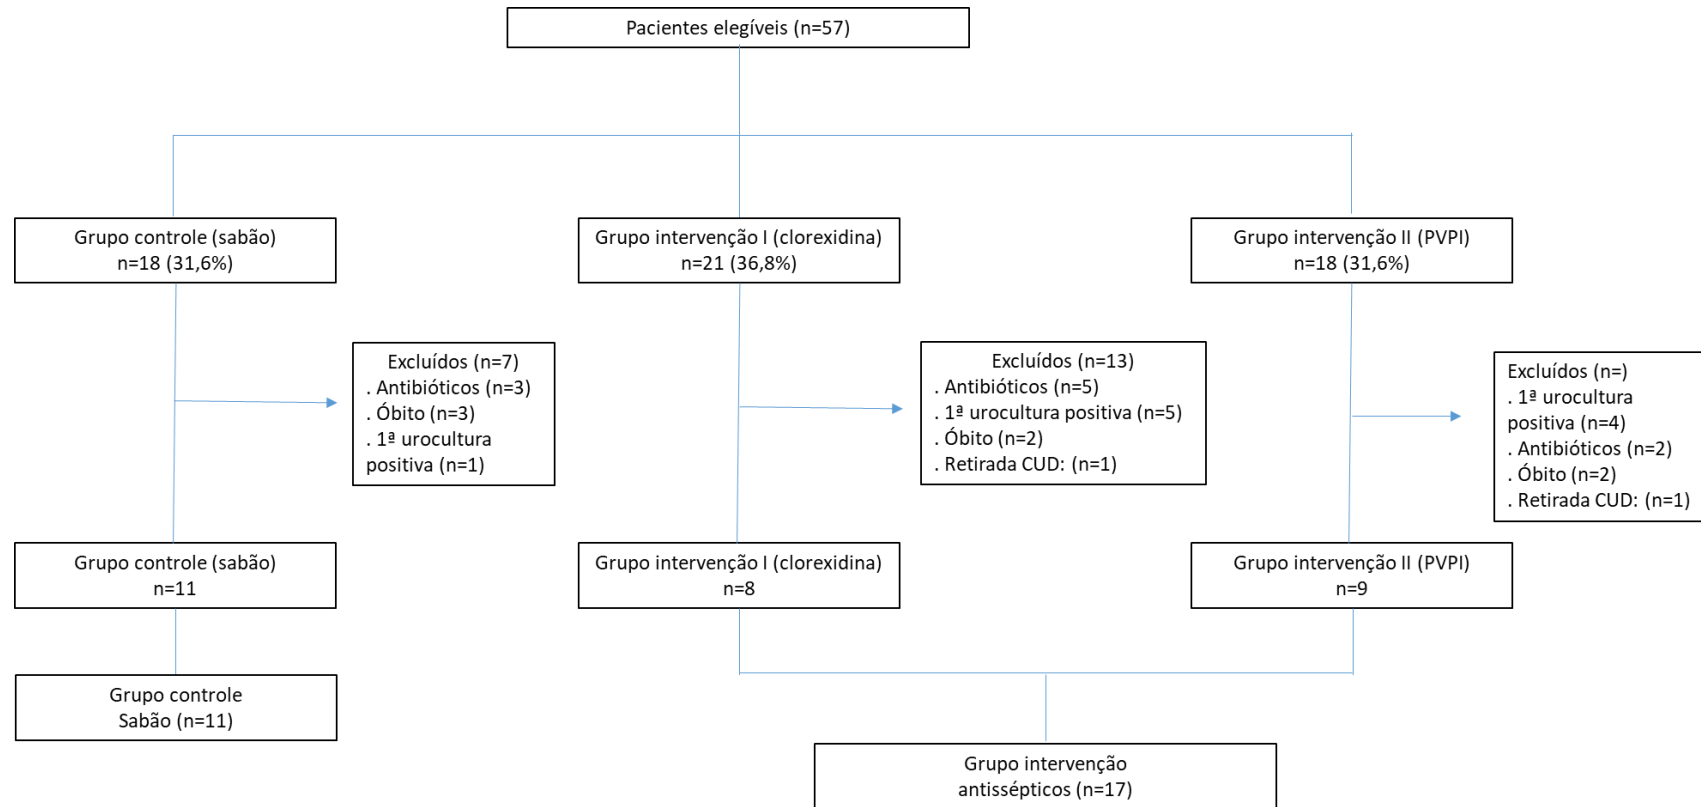 Pacientes elegíveis (n=57)
Grupo controle (sabão)
n=18 (31,6%)
Grupo intervenção I (clorexidina)
n=21 (36,8%)
Grupo intervenção II (PVPI)
n=18 (31,6%)
Excluídos (n=7)
. Antibióticos (n=3)
. Óbito (n=3)
. 1ª urocultura
positiva (n=1)
Excluídos (n=13)
. Antibióticos (n=5)
. 1ª urocultura positiva (n=5)
. Óbito (n=2)
. Retirada CUD: (n=1)
Excluídos (n=)
. 1ª urocultura
positiva (n=4)
. Antibióticos (n=2)
. Óbito (n=2)
. Retirada CUD: (n=1)
Grupo controle (sabão)
n=11
Grupo intervenção I (clorexidina)
n=8
Grupo intervenção II (PVPI)
n=9
Grupo controle
Sabão (n=11)
Grupo intervenção
antissépticos (n=17)